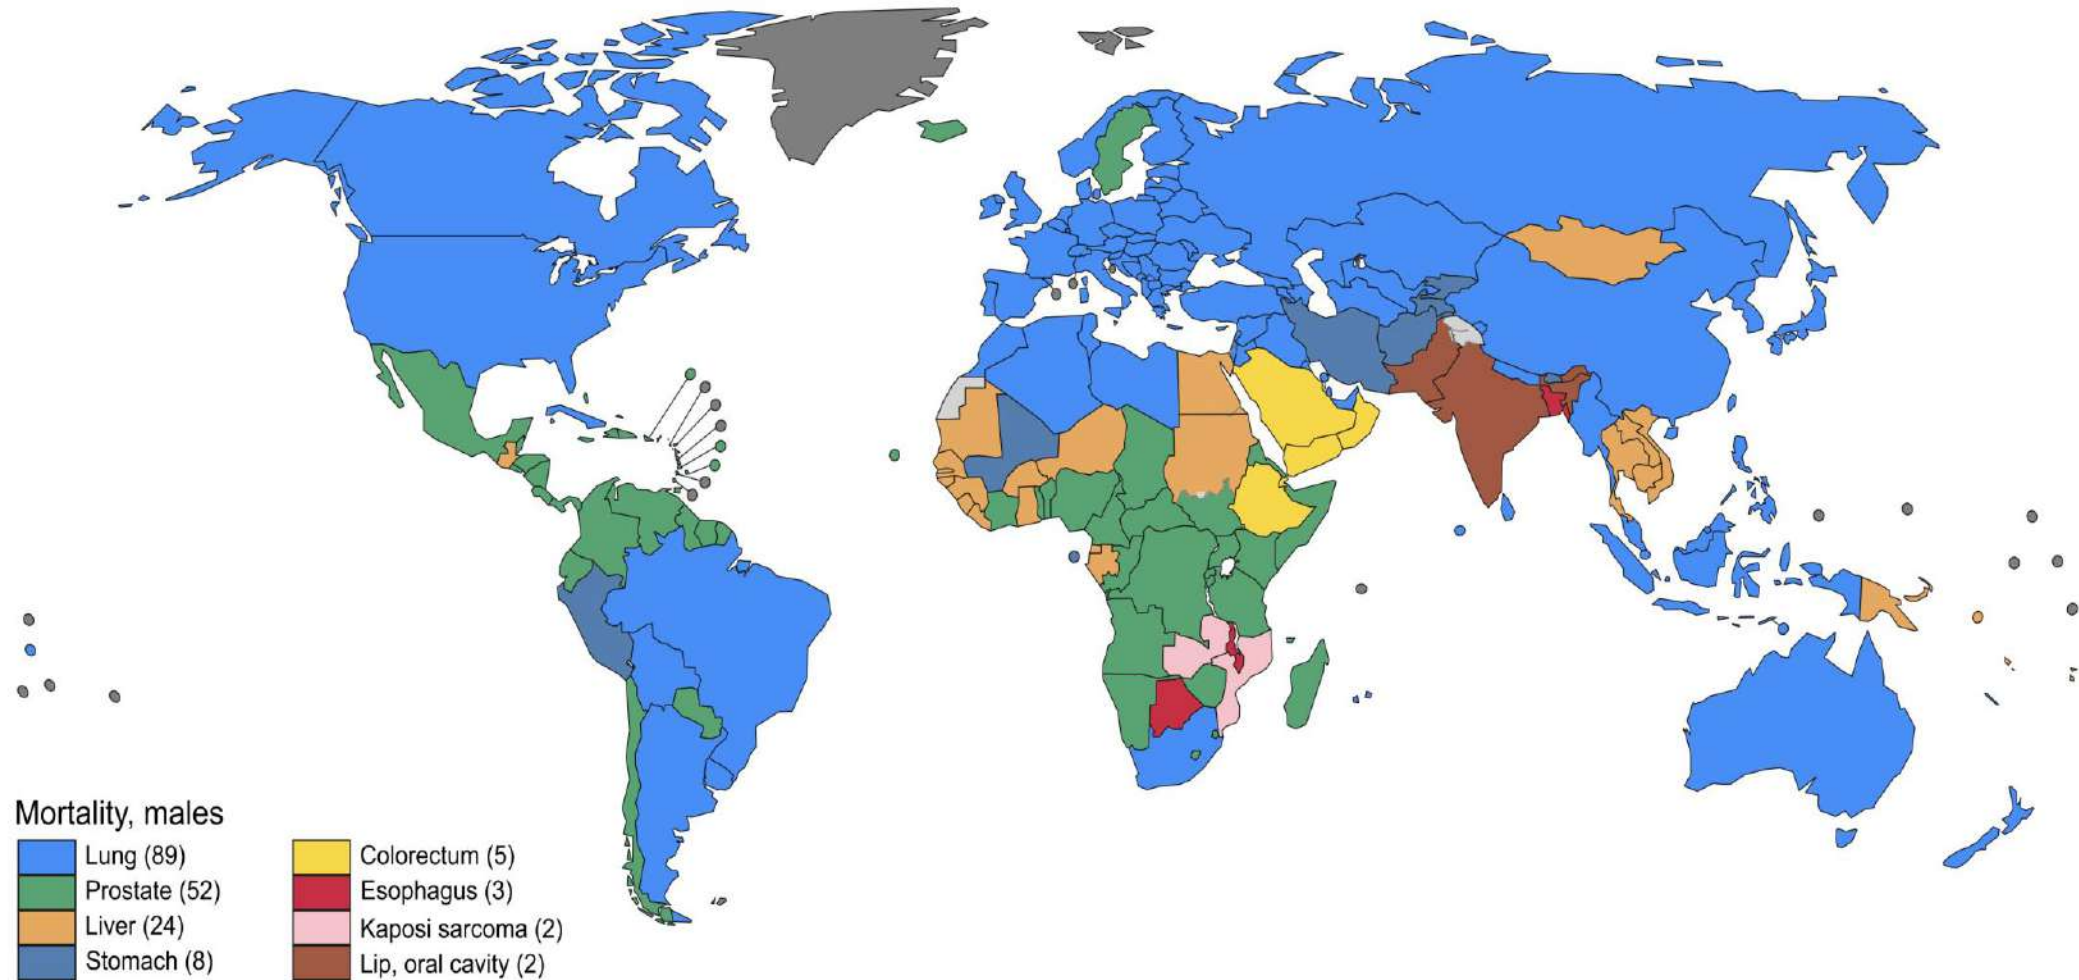 Mortality, males
Lung (89)
Prostate (52)
Liver (24)
Stomach (8)
Colorectum (5)
Esophagus (3)
Kaposi sarcoma (2)
Lip, oral cavity (2)